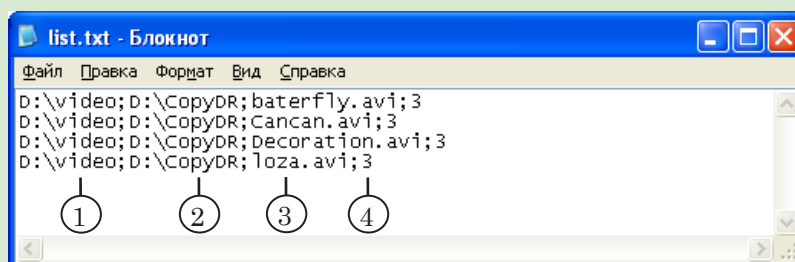 list.txt - Блокнот
Файл Правка Формат Вид Справка
D:\video;D:\CopyDR;baterfly.avi;3
D:\video;D:\CopyDR;Cancan.avi;3
D:\video;D:\CopyDR;Decoration.avi;3
D:\video;D:\CopyDR;loza.avi;3
1 2 3 4